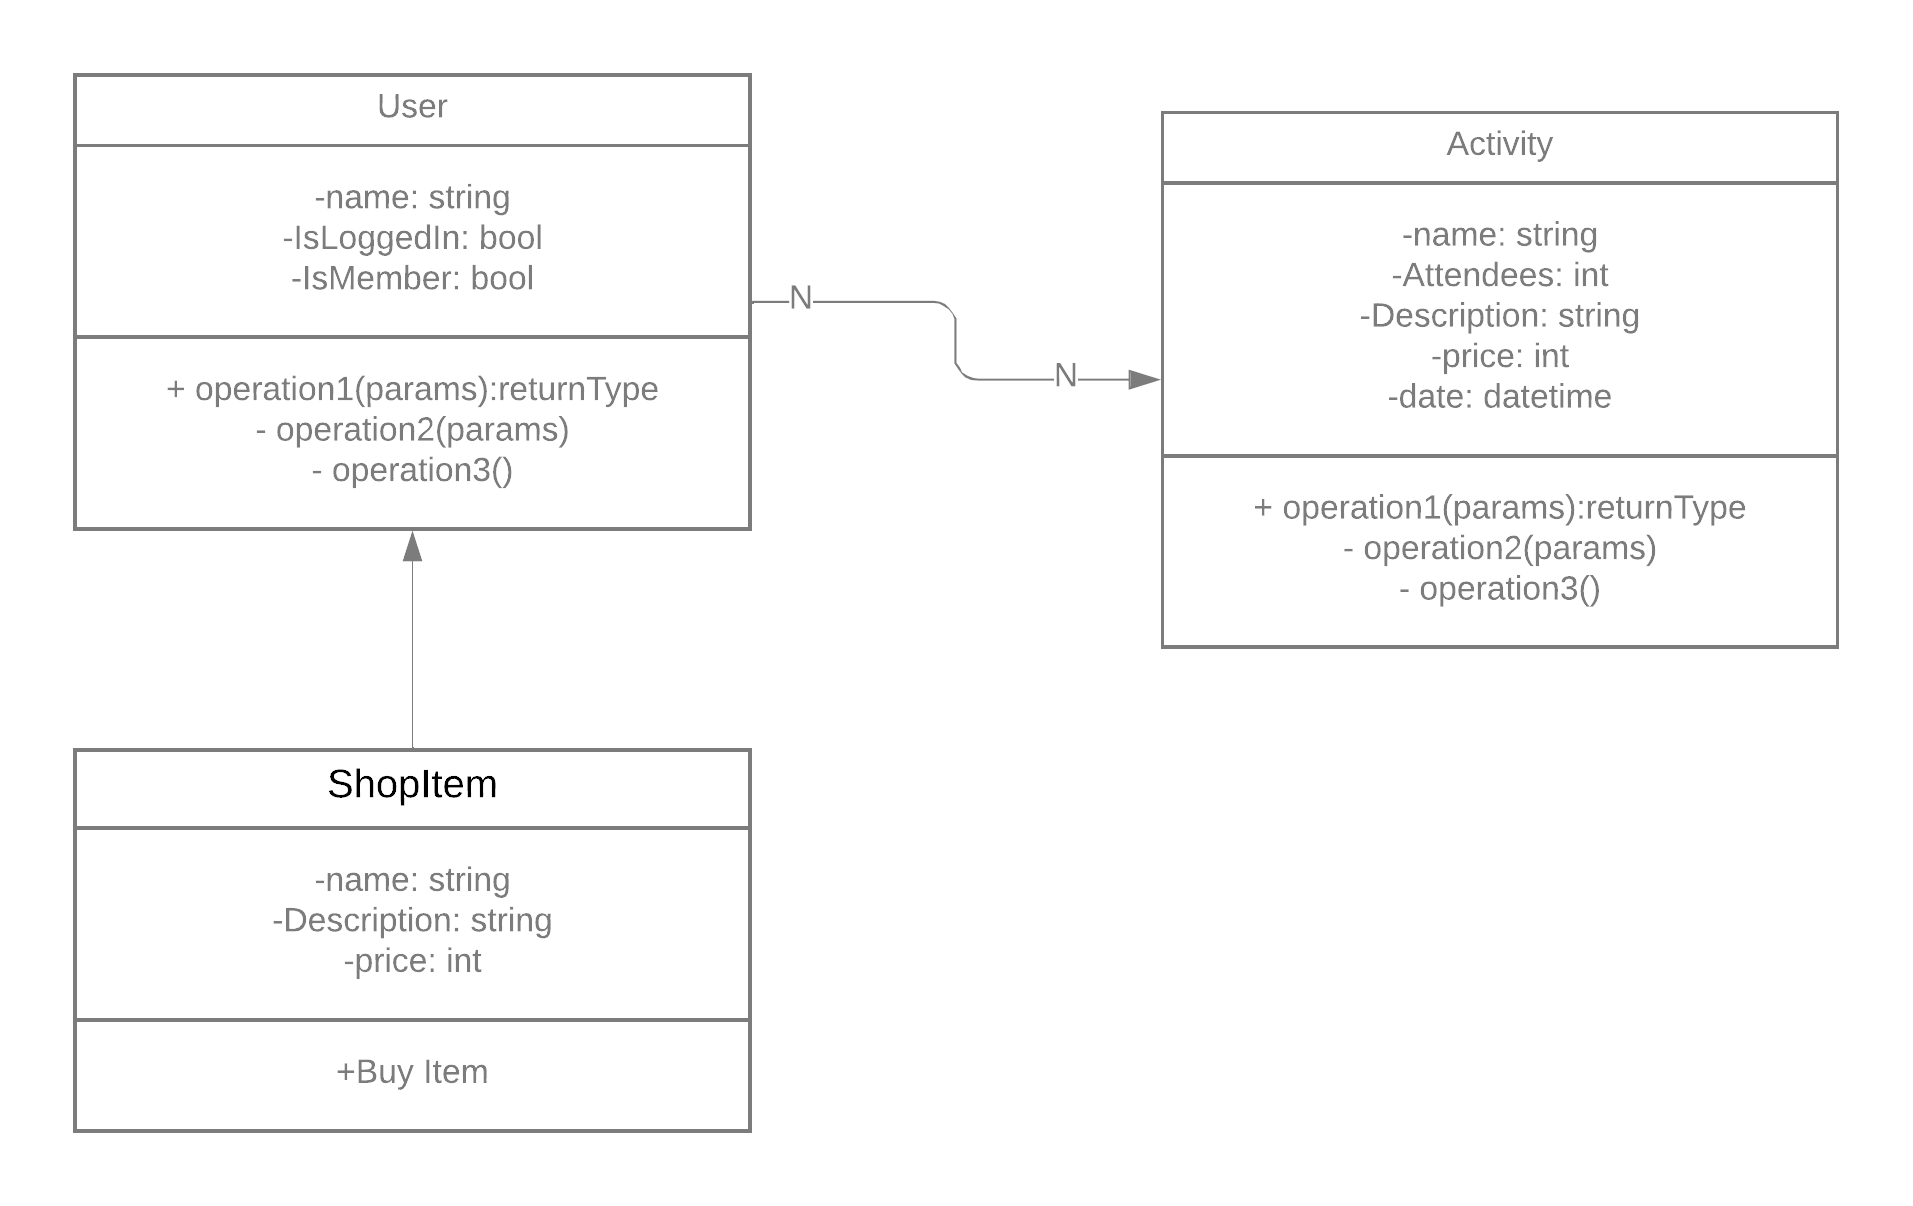 User
-name: string
-IsLoggedIn: bool
-IsMember: bool
+ operation1(params):returnType
- operation2(params)
- operation3()
N
N
Activity
-name: string
-Attendees: int
-Description: string
-price: int
-date: datetime
+ operation1(params):returnType
- operation2(params)
- operation3()
ShopItem
-name: string
-Description: string
-price: int
+Buy Item